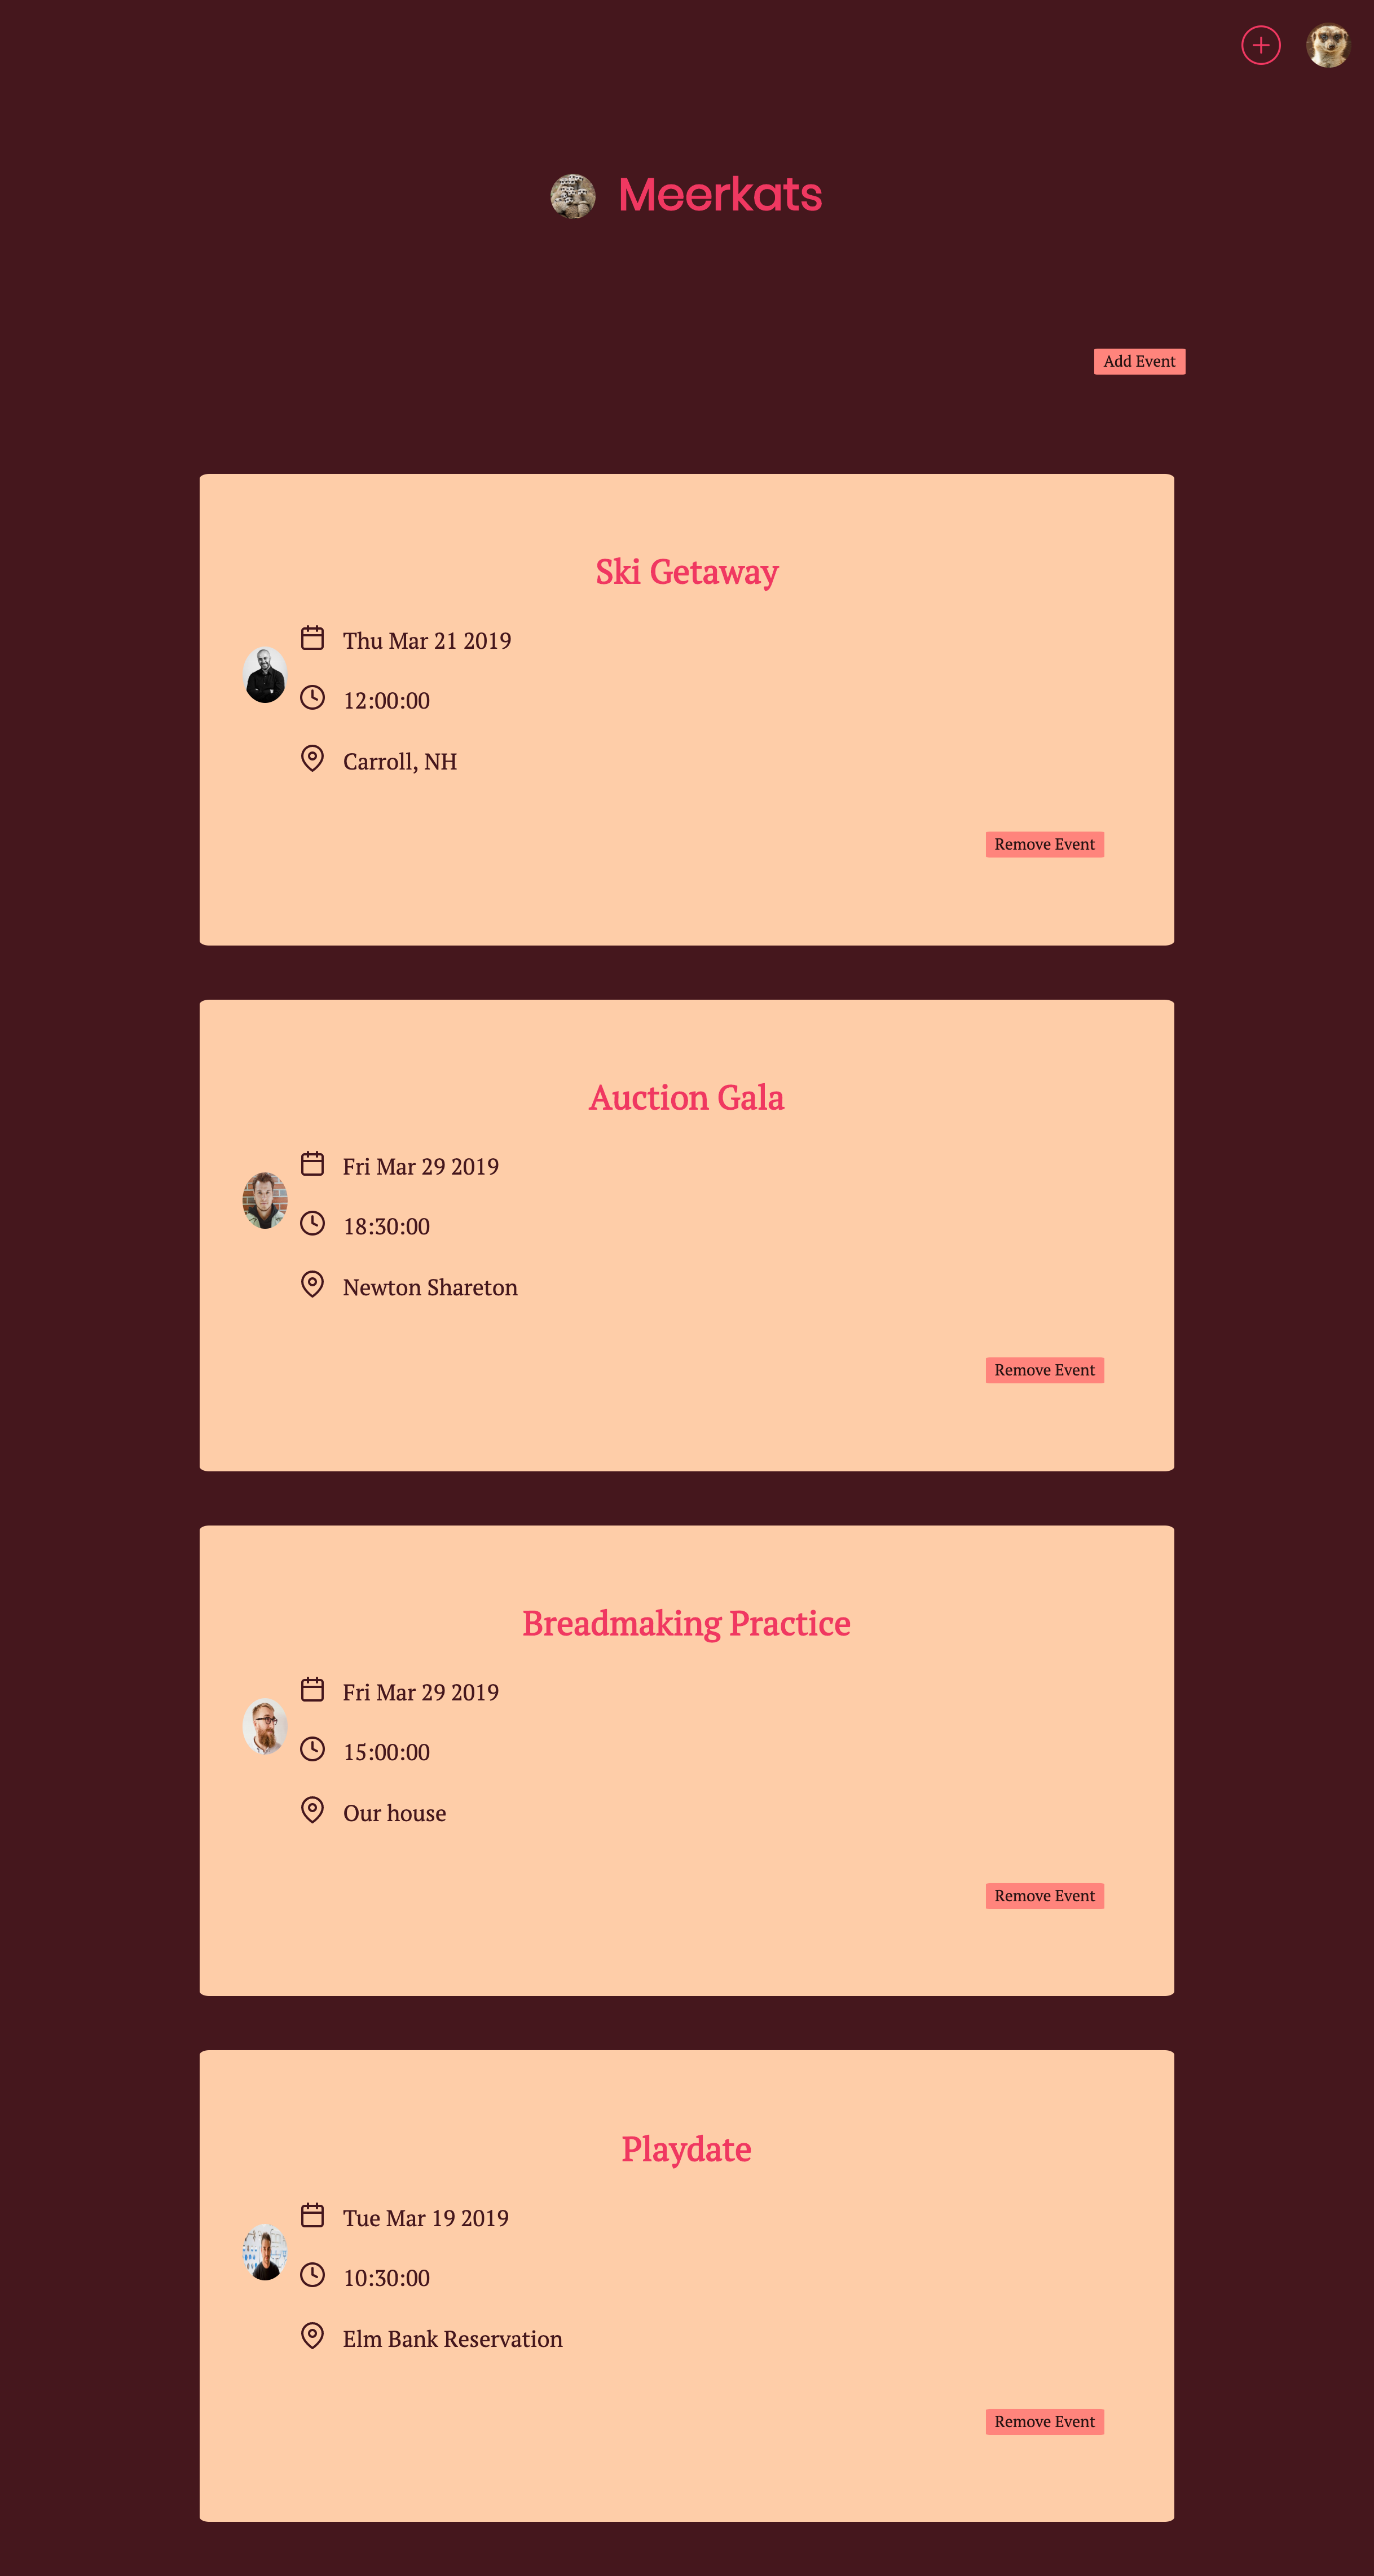 Meerkats
Add Event
Ski Getaway
Thu Mar 21 2019
12:00:00
Carroll, NH
Remove Event
Auction Gala
Fri Mar 29 2019
18:30:00
Newton Shareton
Remove Event
Breadmaking Practice
Fri Mar 29 2019
15:00:00
Our house
Remove Event
Playdate
Tue Mar 19 2019
10:30:00
Elm Bank Reservation
Remove Event